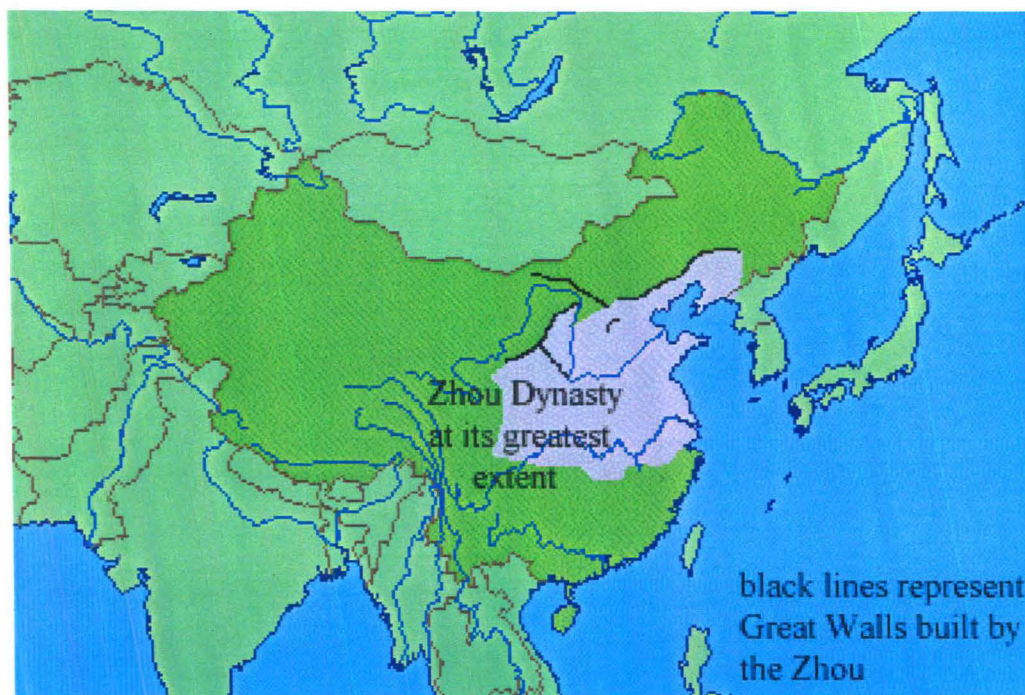 Zhou Dynasty
at its greatest
extent
black lines represent
Great Walls built by
the Zhou